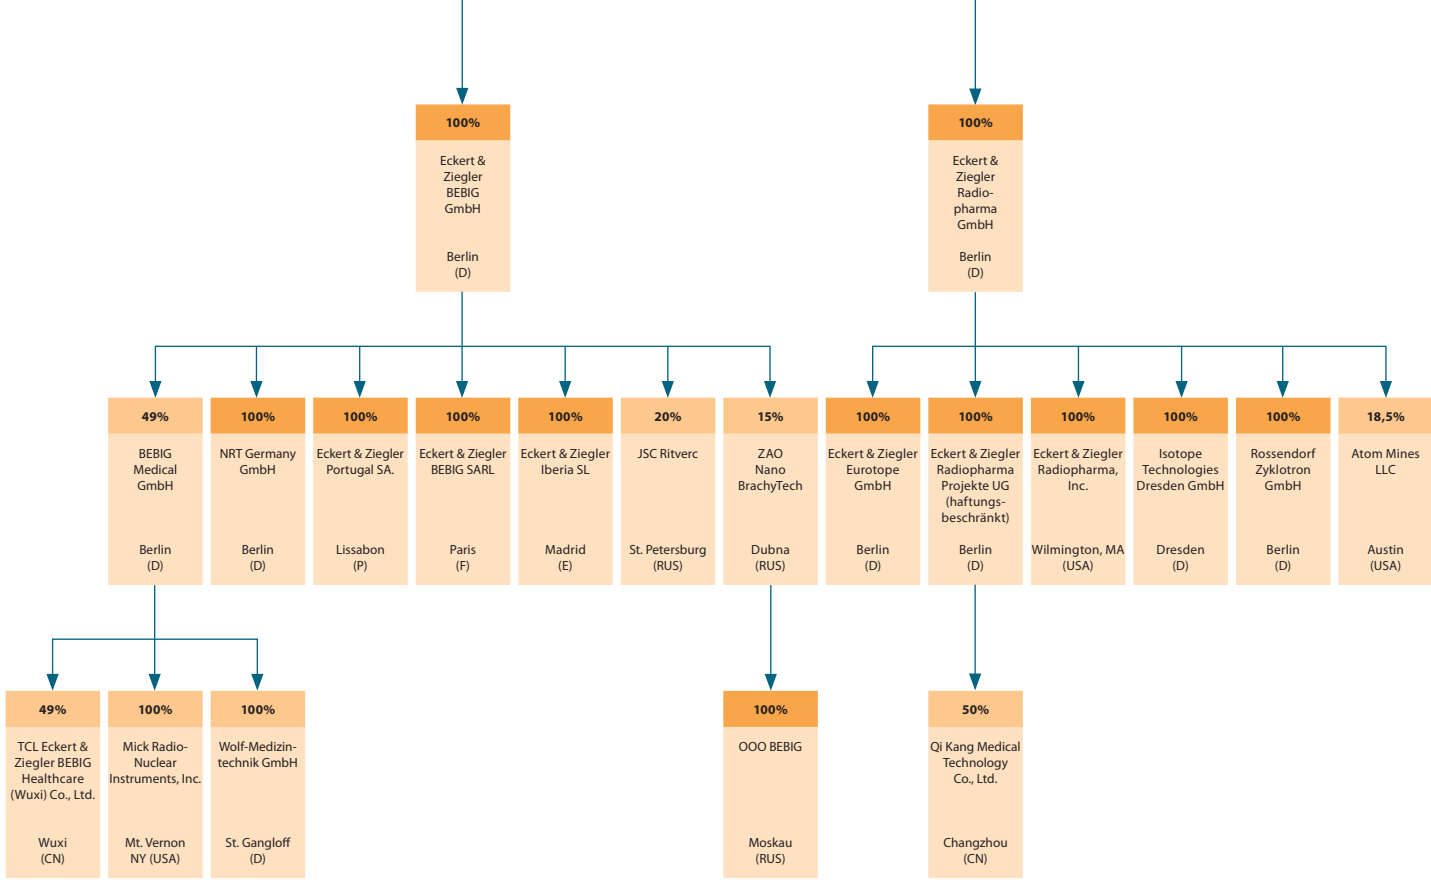 100%
Eckert &
Ziegler
BEBIG
GmbH
Berlin
(D)
100%
Eckert &
Ziegler
Radio-
pharma
GmbH
Berlin
(D)
49%
BEBIG
Medical
GmbH
Berlin
(D)
100%
NRT Germany
GmbH
Berlin
(D)
100%
Eckert & Ziegler
Portugal SA.
Lissabon
(P)
100%
Eckert & Ziegler
BEBIG SARL
Paris
(F)
100%
Eckert & Ziegler
Iberia SL
Madrid
(E)
20%
JSC Ritverc
St. Petersburg
(RUS)
15%
ZAO
Nano
BrachyTech
Dubna
(RUS)
100%
Eckert & Ziegler
Eurotope
GmbH
Berlin
(D)
100%
Eckert & Ziegler
Radiopharma
Projekte UG
(haftungs-
beschränkt)
Berlin
(D)
100%
Eckert & Ziegler
Radiopharma,
Inc.
Wilmington, MA
(USA)
100%
Isotope
Technologies
Dresden GmbH
Dresden
(D)
100%
Rossendorf
Zyklotron
GmbH
Berlin
(D)
18,5%
Atom Mines
LLC
Austin
(USA)
49%
TCL Eckert &
Ziegler BEBIG
Healthcare
(Wuxi) Co., Ltd.
Wuxi
(CN)
100%
Mick Radio-
Nuclear
Instruments, Inc.
Mt. Vernon
NY (USA)
100%
Wolf-Medizin-
technik GmbH
St. Gangloff
(D)
100%
OOO BEBIG
Moskau
(RUS)
50%
Qi Kang Medical
Technology
Co., Ltd.
Changzhou
(CN)